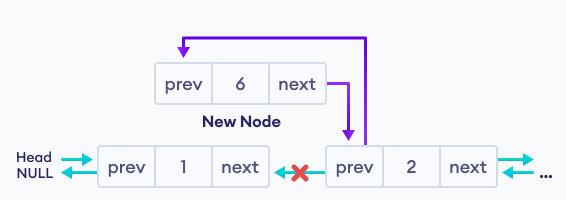 prev 6 next
New Node
Head
NULL
prev 1 next
prev 2 next
...